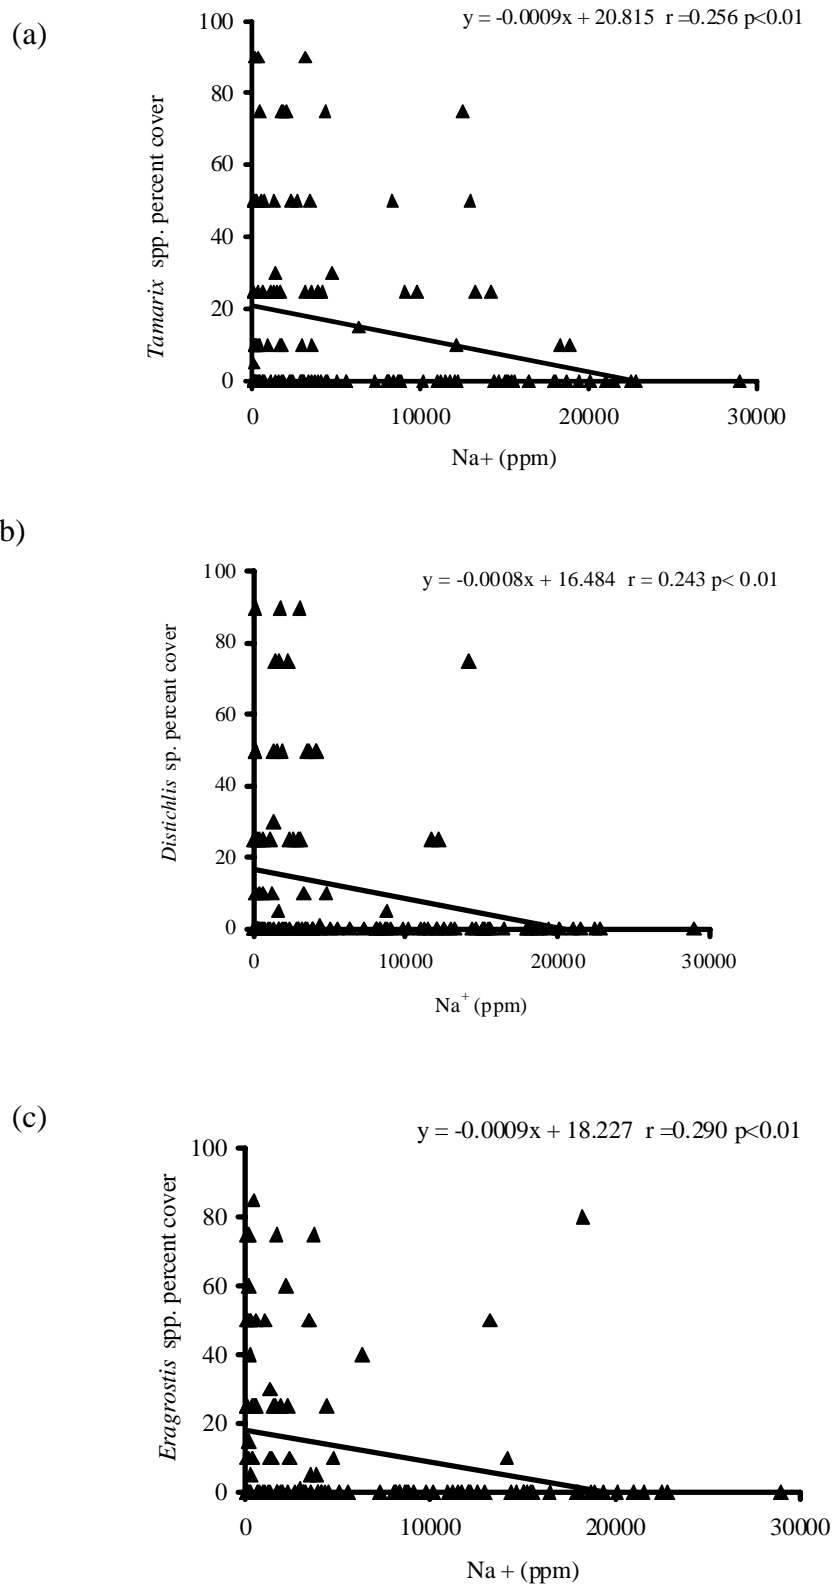 (a)
y = -0.0009x + 20.815 r =0.256 p<0.01
100
80
60
40
20
0
Tamarix spp. percent cover
0 10000 20000 30000
Na+ (ppm)
b)
y = -0.0008x + 16.484 r = 0.243 p< 0.01
100
80
60
40
20
0
Distichlis sp. percent cover
0 10000 20000 30000
Na+ (ppm)
(c)
y = -0.0009x + 18.227 r =0.290 p<0.01
100
80
60
40
20
0
Eragrostis spp. percent cover
0 10000 20000 30000
Na + (ppm)